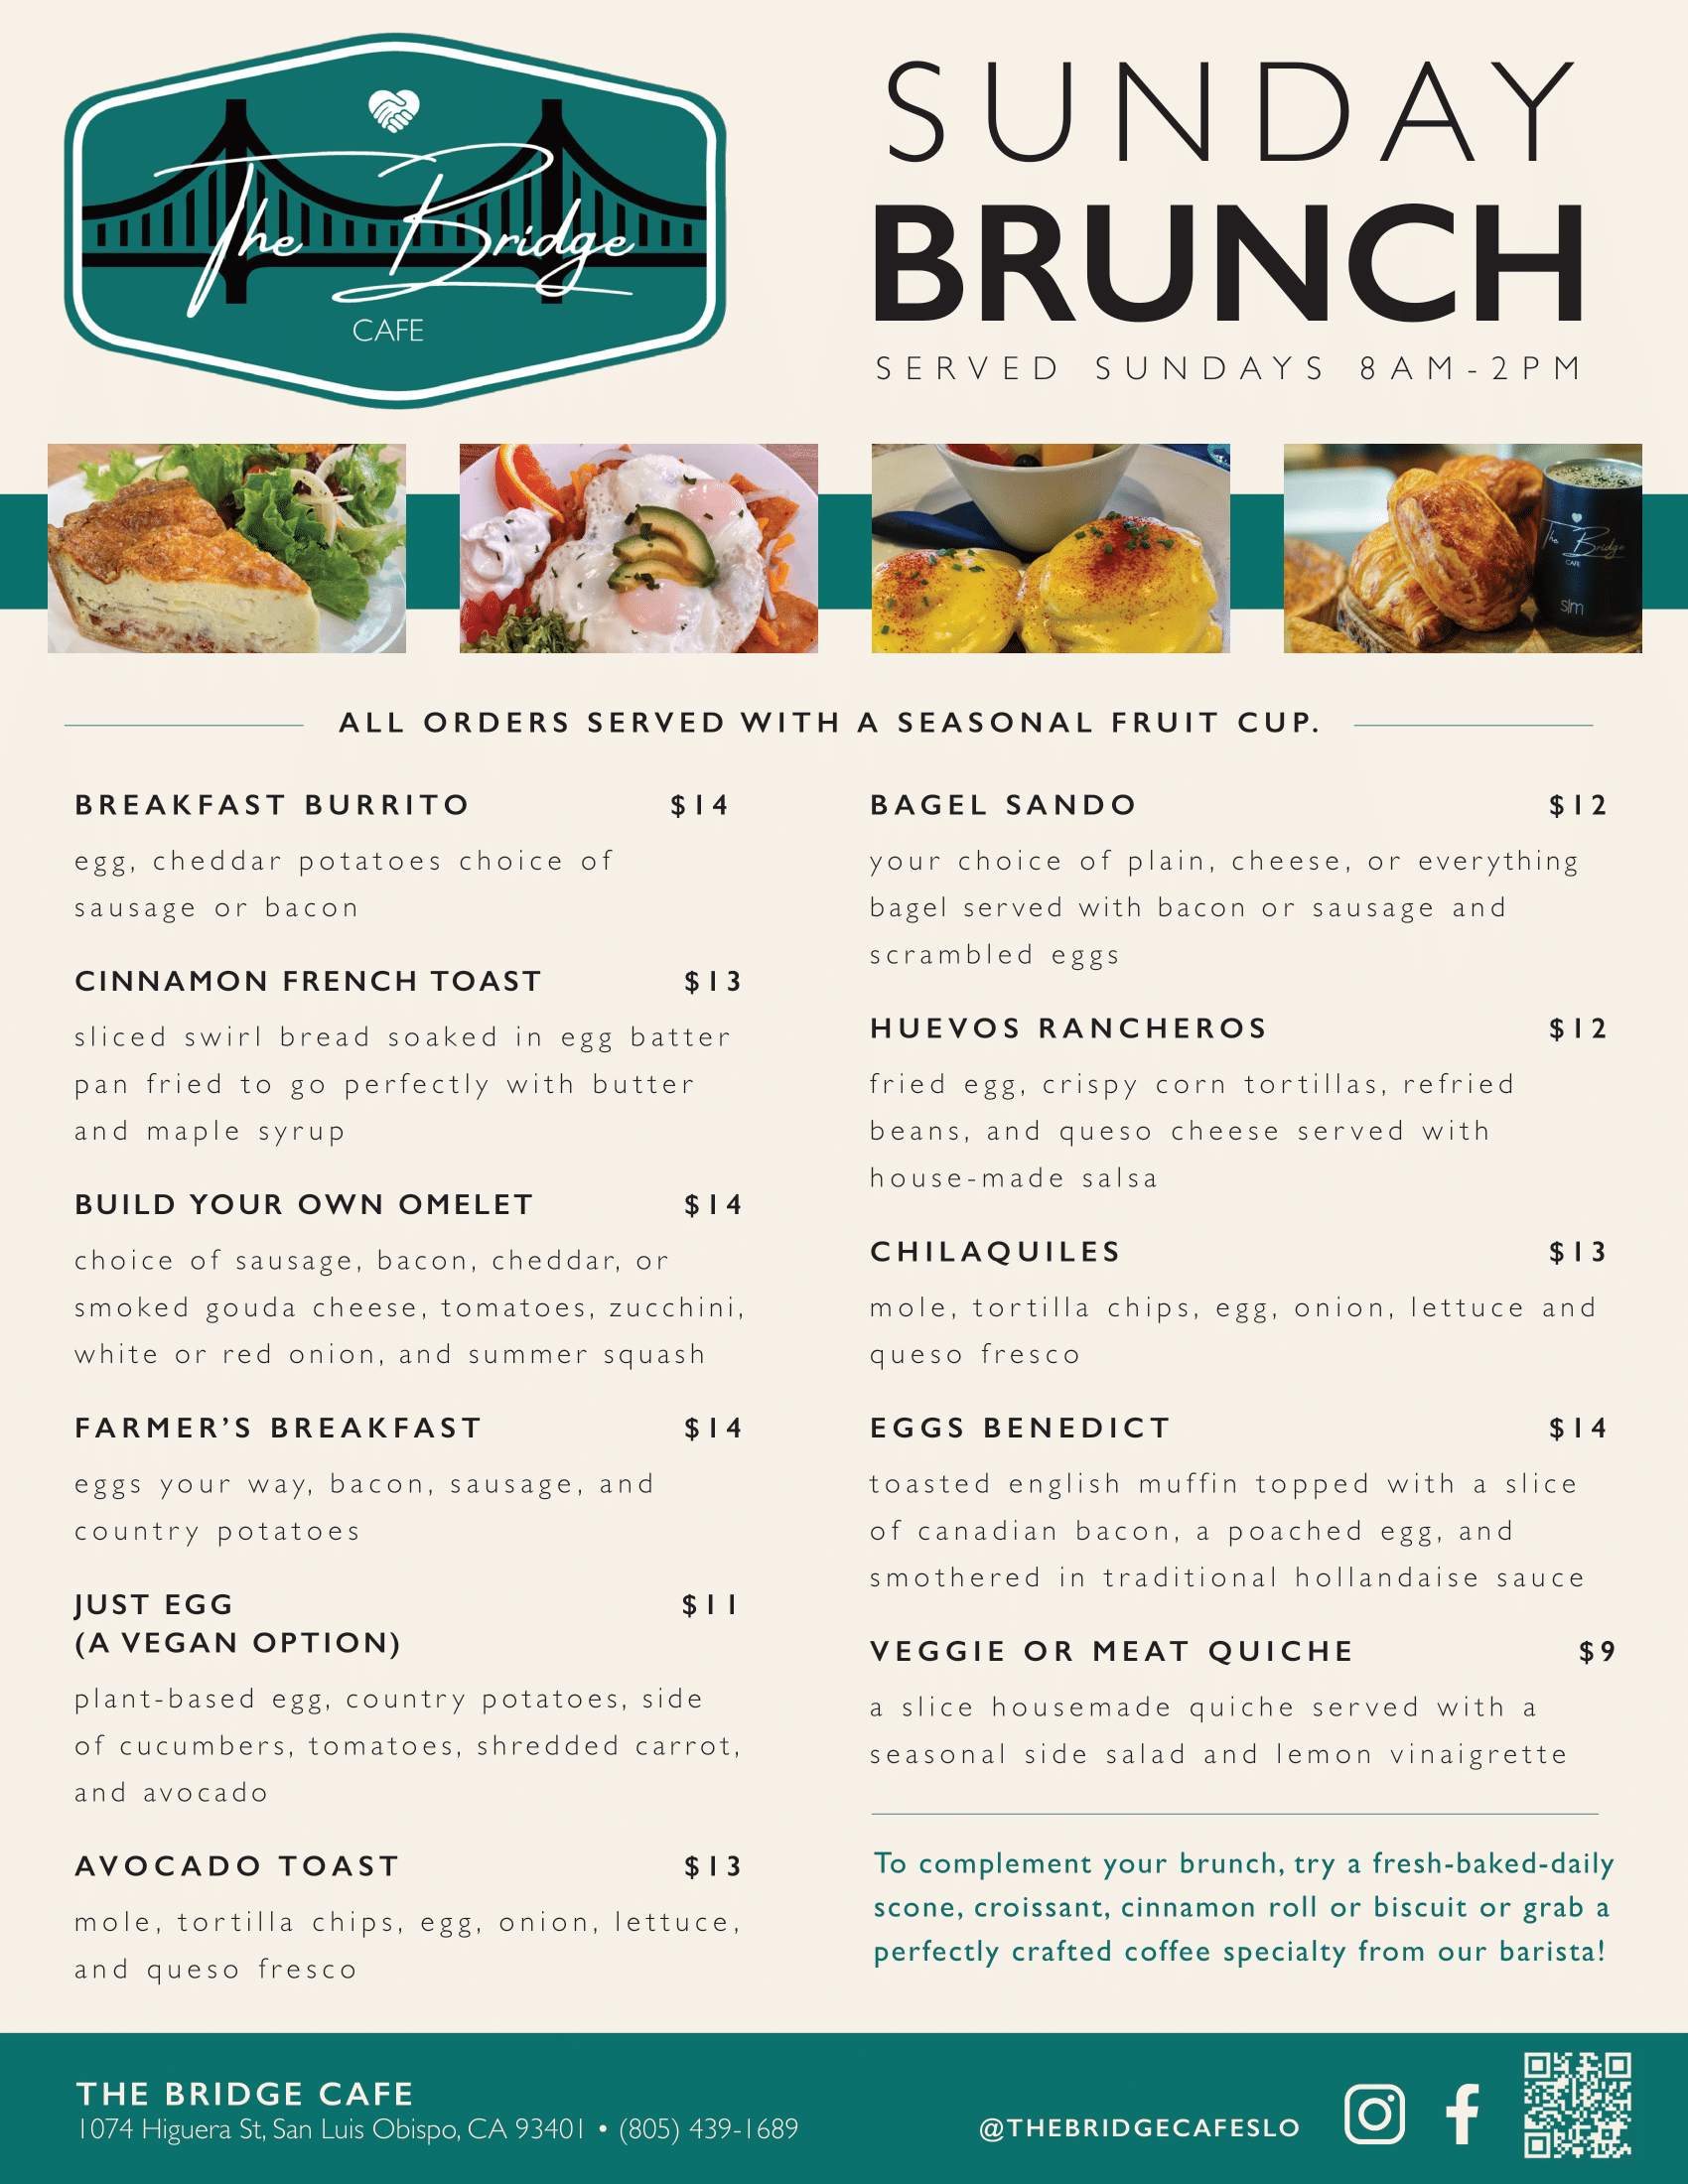 The Bridge
CAFE
SUNDAY
BRUNCH
SERVED SUNDAYS 8AM-2PM
The Bridge
CAFE
slm
ALL ORDERS SERVED WITH A SEASONAL FRUIT CUP.
BREAKFAST BURRITO $14
egg, cheddar potatoes choice of
sausage or bacon
CINNAMON FRENCH TOAST $13
sliced swirl bread soaked in egg batter
pan fried to go perfectly with butter
and maple syrup
BUILD YOUR OWN OMELET $14
choice of sausage, bacon, cheddar, or
smoked gouda cheese, tomatoes, zucchini,
white or red onion, and summer squash
FARMER’S BREAKFAST $14
eggs your way, bacon, sausage, and
country potatoes
JUST EGG $11
(A VEGAN OPTION)
plant-based egg, country potatoes, side
of cucumbers, tomatoes, shredded carrot,
and avocado
AVOCADO TOAST $13
mole, tortilla chips, egg, onion, lettuce,
and queso fresco
BAGEL SANDO $12
your choice of plain, cheese, or everything
bagel served with bacon or sausage and
scrambled eggs
HUEVOS RANCHEROS $12
fried egg, crispy corn tortillas, refried
beans, and queso cheese served with
house-made salsa
CHILAQUILES $13
mole, tortilla chips, egg, onion, lettuce and
queso fresco
EGGS BENEDICT $14
toasted english muffin topped with a slice
of canadian bacon, a poached egg, and
smothered in traditional hollandaise sauce
VEGGIE OR MEAT QUICHE $9
a slice housemade quiche served with a
seasonal side salad and lemon vinaigrette
To complement your brunch, try a fresh-baked-daily
scone, croissant, cinnamon roll or biscuit or grab a
perfectly crafted coffee specialty from our barista!
THE BRIDGE CAFE
1074 Higuera St, San Luis Obispo, CA 93401 • (805) 439-1689
@THEBRIDGECAFESLO